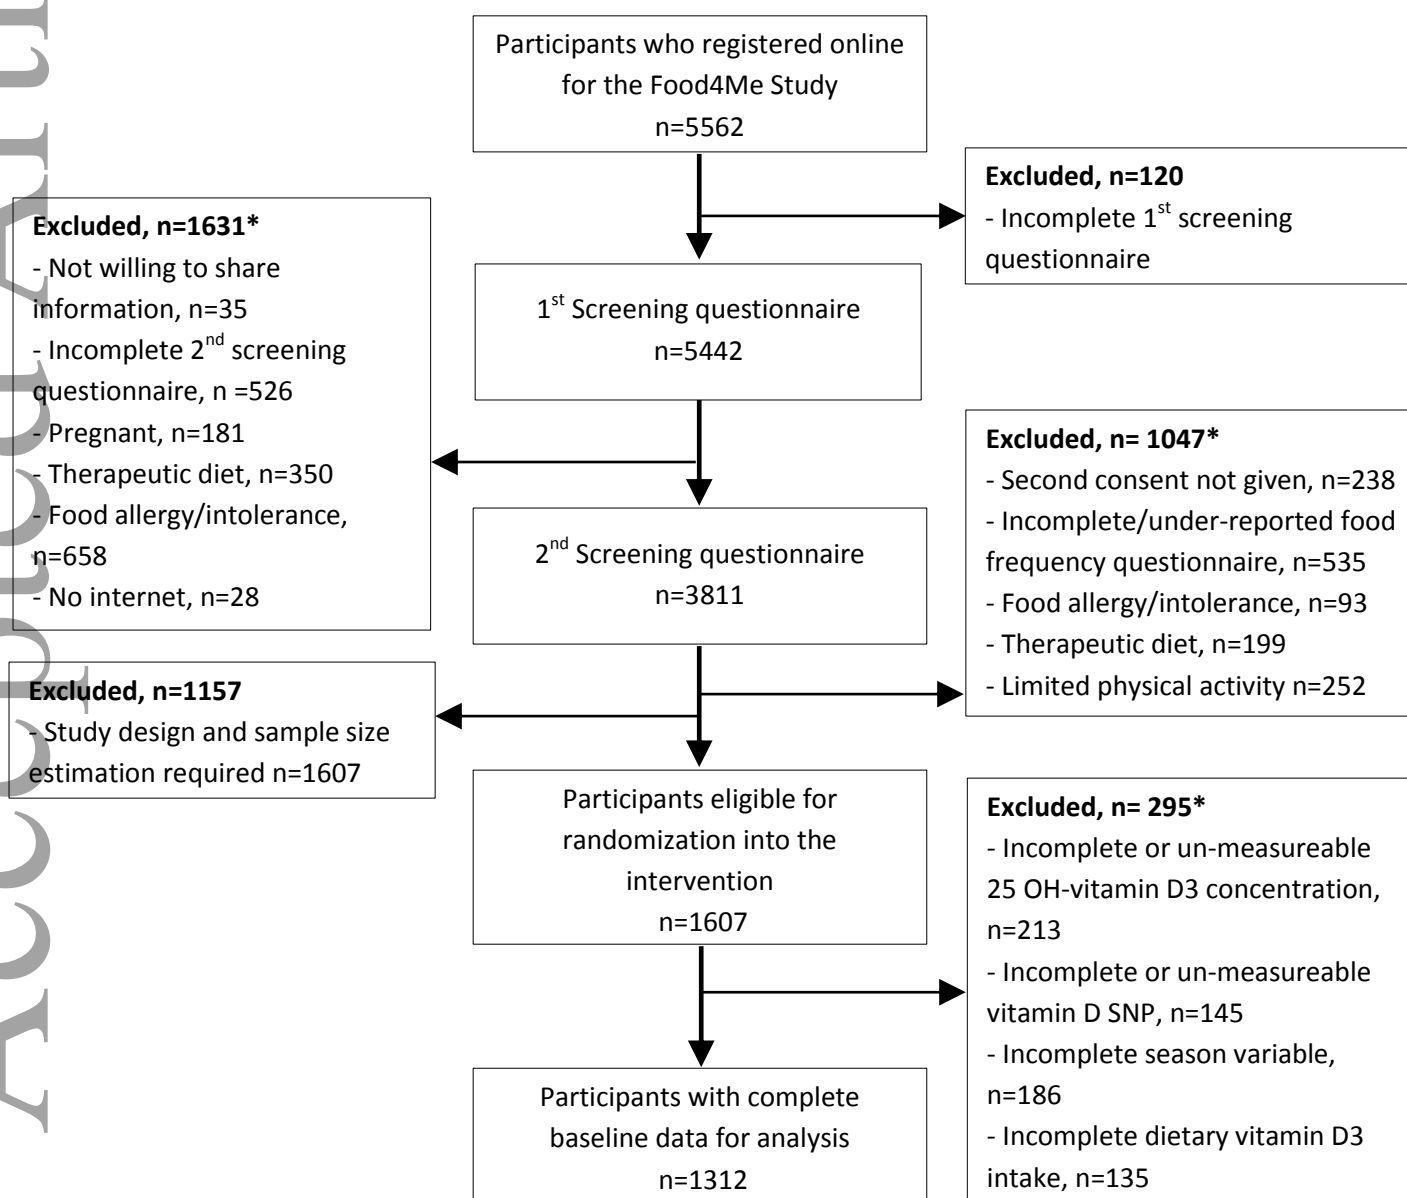 Participants who registered online
for the Food4Me Study
n=5562
Excluded, n=120
- Incomplete 1st screening
questionnaire
Excluded, n=1631*
- Not willing to share
information, n=35
- Incomplete 2nd screening
questionnaire, n =526
- Pregnant, n=181
- Therapeutic diet, n=350
- Food allergy/intolerance,
n=658
- No internet, n=28
1st Screening questionnaire
n=5442
Excluded, n= 1047*
- Second consent not given, n=238
- Incomplete/under-reported food
frequency questionnaire, n=535
- Food allergy/intolerance, n=93
- Therapeutic diet, n=199
- Limited physical activity n=252
2nd Screening questionnaire
n=3811
Excluded, n=1157
- Study design and sample size
estimation required n=1607
Participants eligible for
randomization into the
intervention
n=1607
Excluded, n= 295*
- Incomplete or un-measureable
25 OH-vitamin D3 concentration,
n=213
- Incomplete or un-measureable
vitamin D SNP, n=145
- Incomplete season variable,
n=186
- Incomplete dietary vitamin D3
intake, n=135
Participants with complete
baseline data for analysis
n=1312
Accepted Arti